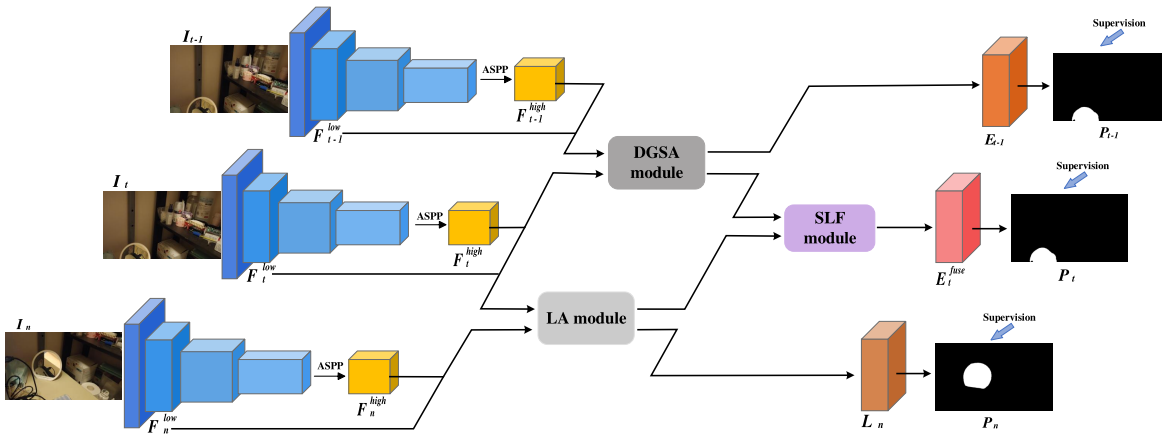 I t-1
ASPP
F high t-1
F low t-1
DGSA
module
E t-1
Supervision
P t-1
I t
ASPP
F high t
F low t
SLF
module
E fuse t
Supervision
P t
I n
ASPP
F high n
F low n
LA module
L n
Supervision
P n